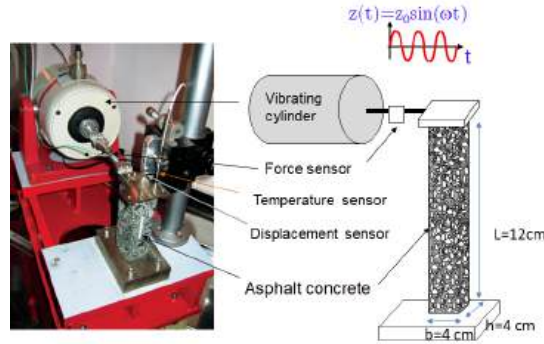 z(t)=z₀sin(ωt)
t
Vibrating
cylinder
Force sensor
Temperature sensor
Displacement sensor
Asphalt concrete
L=12cm
h=4 cm
b=4 cm